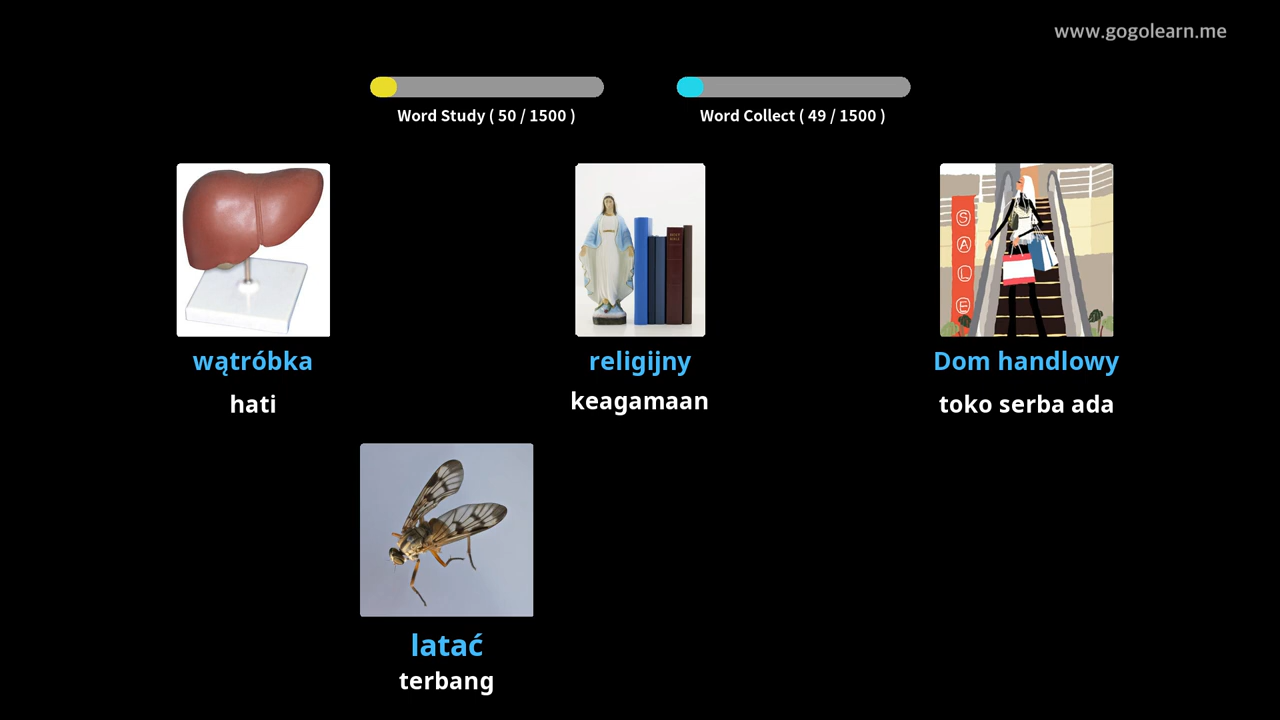 www.gogolearn.me
Word Study ( 50 / 1500 )
Word Collect ( 49 / 1500 )
SALE
wątróbka
religijny
Dom handlowy
hati
keagamaan
toko serba ada
latać
terbang